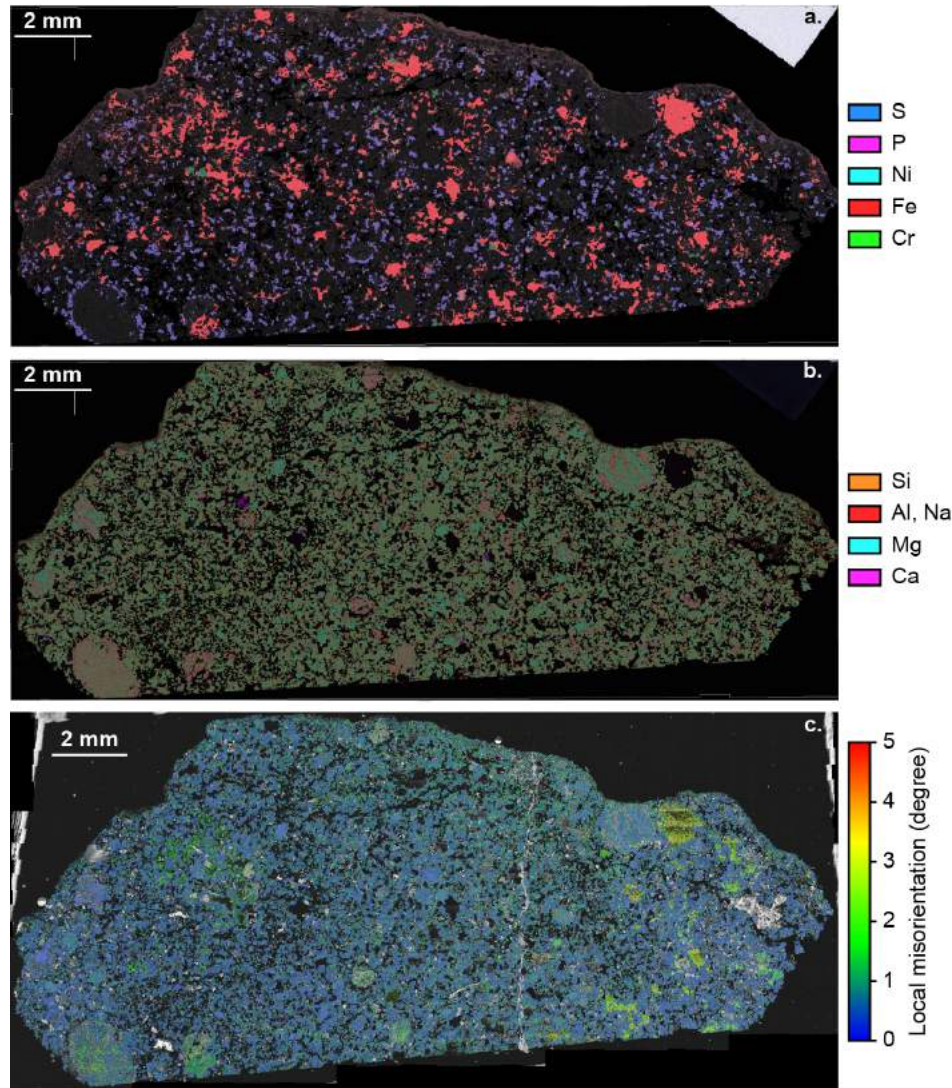 2 mm
a.
S
P
Ni
Fe
Cr
2 mm
b.
Si
Al, Na
Mg
Ca
2 mm
c.
5
4
3
2
1
0
Local misorientation (degree)